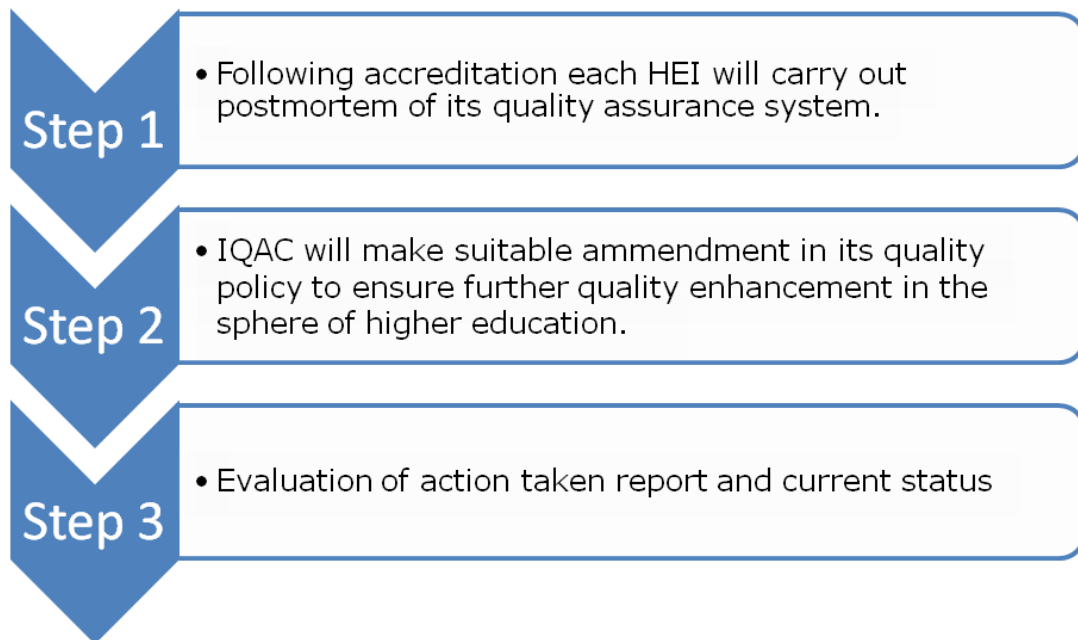 Step 1
• Following accreditation each HEI will carry out
postmortem of its quality assurance system.
Step 2
• IQAC will make suitable ammendment in its quality
policy to ensure further quality enhancement in the
sphere of higher education.
Step 3
• Evaluation of action taken report and current status